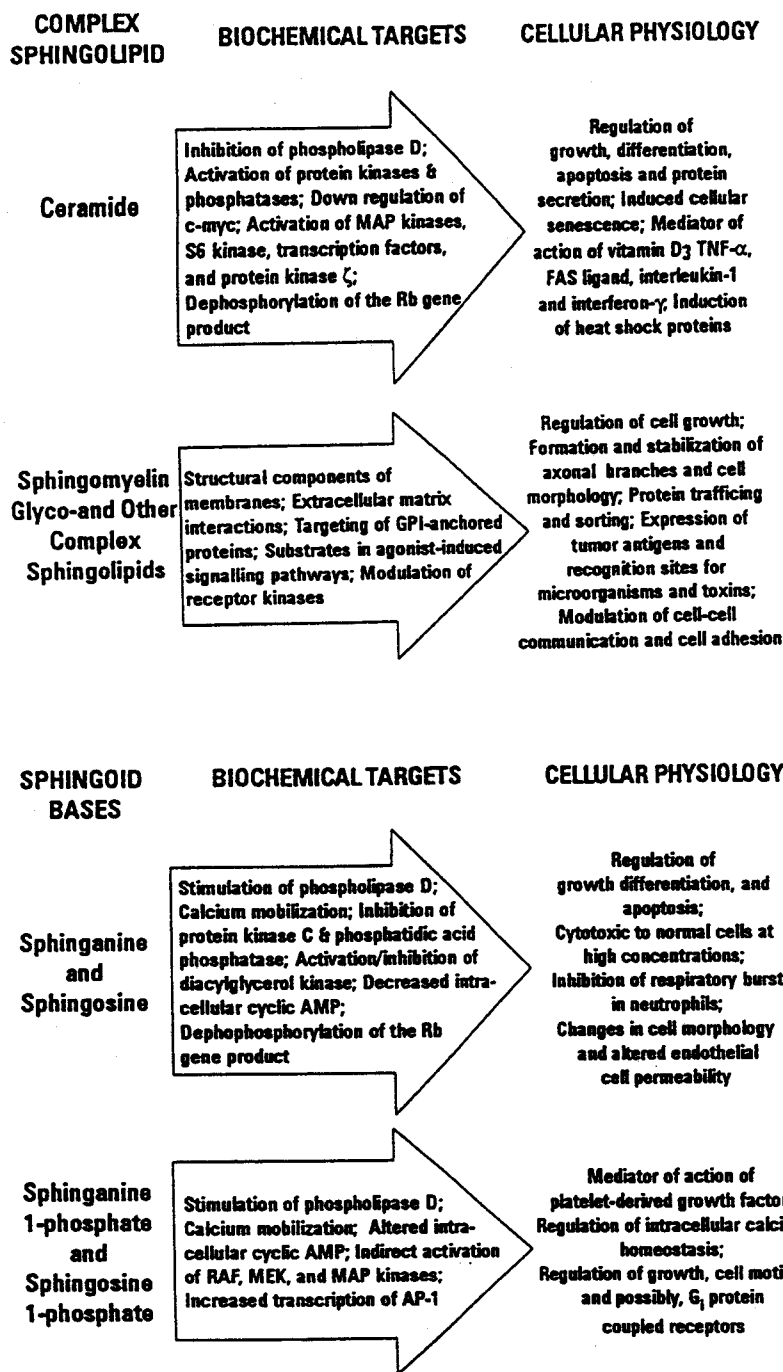 COMPLEX
SPHINGOLIPID
BIOCHEMICAL TARGETS
CELLULAR PHYSIOLOGY
Ceramide
Inhibition of phospholipase D;
Activation of protein kinases &
phosphatases; Down regulation of
c-myc; Activation of MAP kinases,
S6 kinase, transcription factors,
and protein kinase ζ;
Dephosphorylation of the Rb gene
product
Regulation of
growth, differentiation,
apoptosis and protein
secretion; Induced cellular
senescence; Mediator of
action of vitamin D3 TNF-α,
FAS ligand, interleukin-1
and interferon-γ; Induction
of heat shock proteins
Sphingomyelin
Glyco-and Other
Complex
Sphingolipids
Structural components of
membranes; Extracellular matrix
interactions; Targeting of GPI-anchored
proteins; Substrates in agonist-induced
signalling pathways; Modulation of
receptor kinases
Regulation of cell growth;
Formation and stabilization of
axonal branches and cell
morphology; Protein trafficing
and sorting; Expression of
tumor antigens and
recognition sites for
microorganisms and toxins;
Modulation of cell-cell
communication and cell adhesion
SPHINGOID
BASES
BIOCHEMICAL TARGETS
CELLULAR PHYSIOLOGY
Sphinganine
and
Sphingosine
Stimulation of phospholipase D;
Calcium mobilization; Inhibition of
protein kinase C & phosphatidic acid
phosphatase; Activation/inhibition of
diacylglycerol kinase; Decreased intra-
cellular cyclic AMP;
Dephophosphorylation of the Rb
gene product
Regulation of
growth differentiation, and
apoptosis;
Cytotoxic to normal cells at
high concentrations;
Inhibition of respiratory burst
in neutrophils;
Changes in cell morphology
and altered endothelial
cell permeability
Sphinganine
1-phosphate
and
Sphingosine
1-phosphate
Stimulation of phospholipase D;
Calcium mobilization; Altered intra-
cellular cyclic AMP; Indirect activation
of RAF, MEK, and MAP kinases;
Increased transcription of AP-1
Mediator of action of
platelet-derived growth factor
Regulation of intracellular calci
homeostasis;
Regulation of growth, cell moti
and possibly, Gi protein
coupled receptors